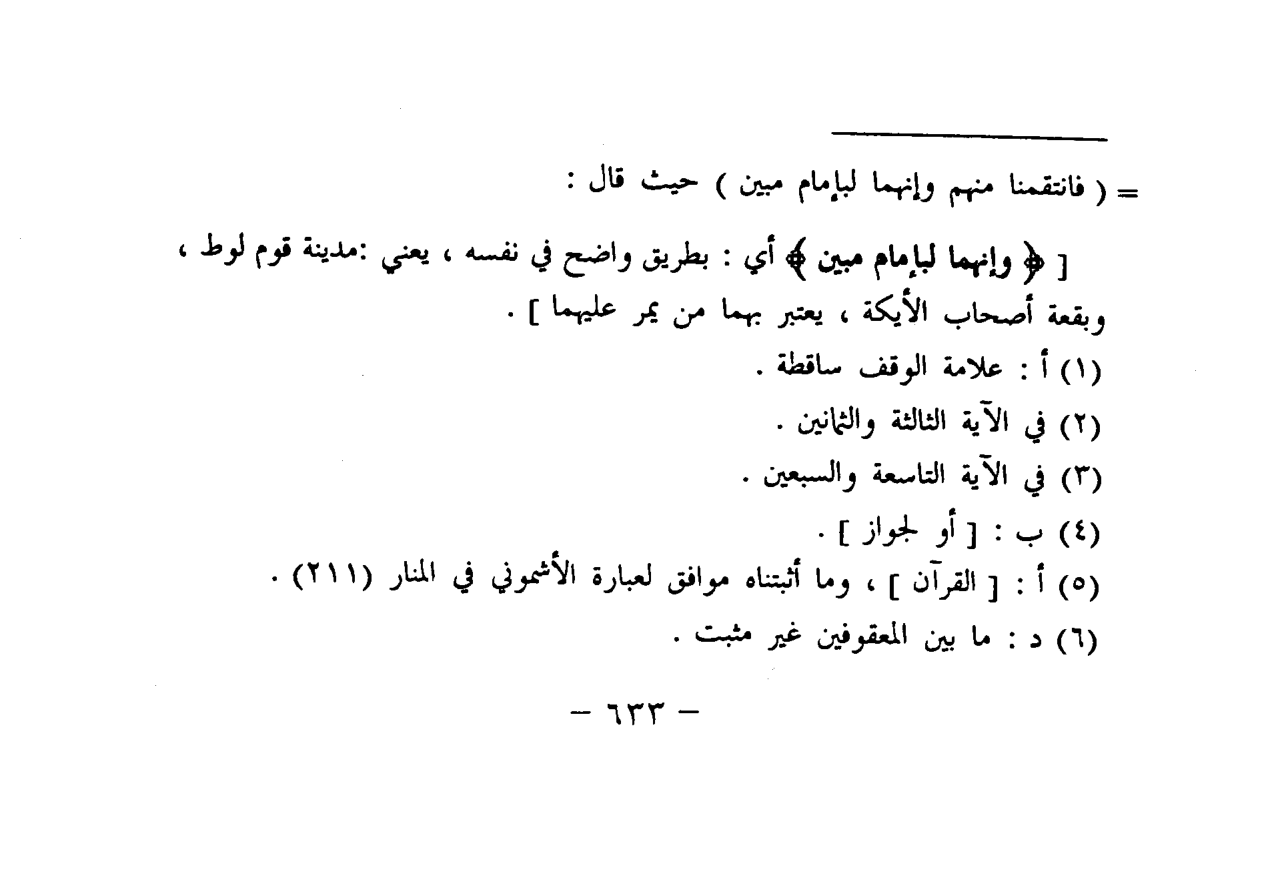 = ( فانتقمنا منهم وإنهما لبإمام مبين ) حيث قال :
[ ﴿ وإنهما لبإمام مبين ﴾ أي : بطريق واضح في نفسه ، يعني :مدينة قوم لوط ،
وبقعة أصحاب الأيكة ، يعتبر بهما من يمر عليهما ] .
(١) أ : علامة الوقف ساقطة .
(٢) في الآية الثالثة والثمانين .
(٣) في الآية التاسعة والسبعين .
(٤) ب : [ أو لجواز ] .
(٥) أ : [ القرآن ] ، وما أثبتناه موافق لعبارة الأشموني في المنار (٢١١) .
(٦) د : ما بين المعقوفين غير مثبت .
– ٦٣٣ –